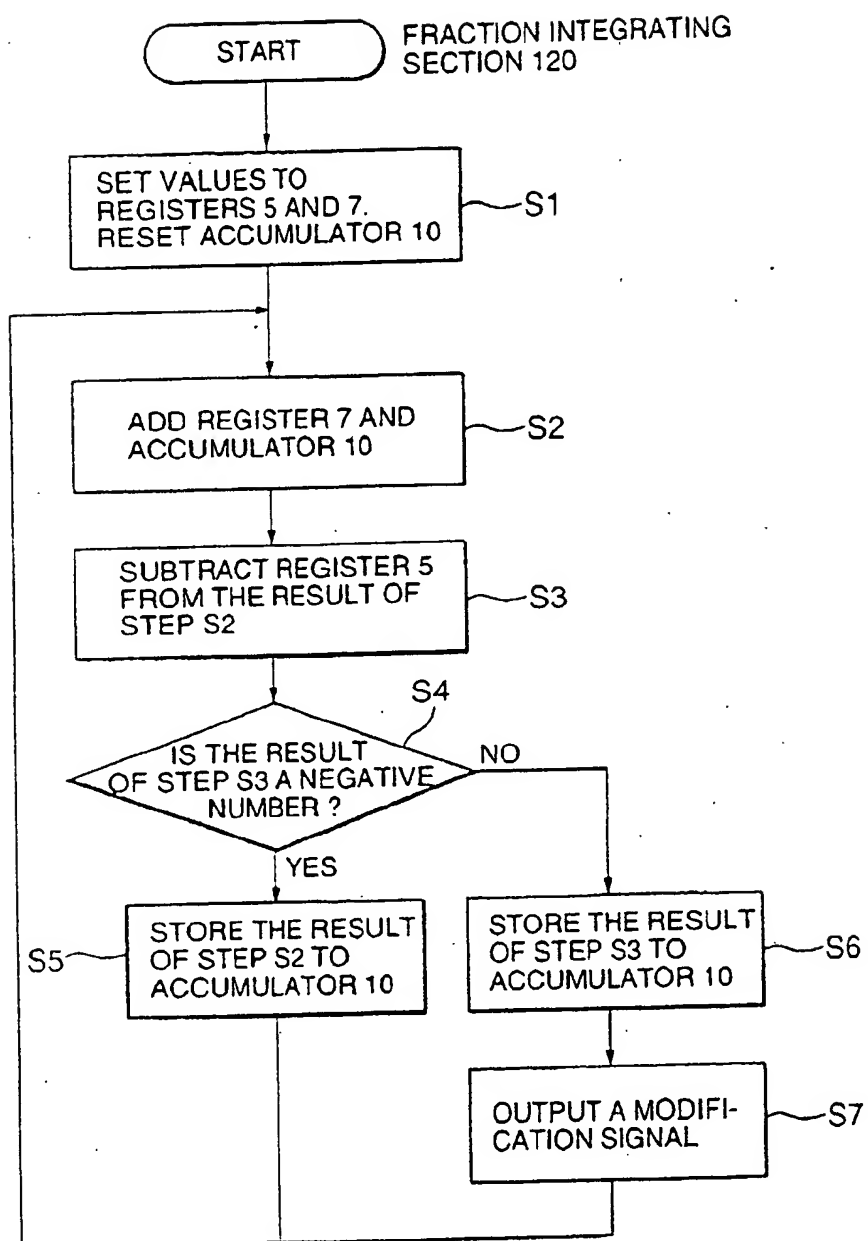 START
FRACTION INTEGRATING
SECTION 120
SET VALUES TO
REGISTERS 5 AND 7.
RESET ACCUMULATOR 10
S1
ADD REGISTER 7 AND
ACCUMULATOR 10
S2
SUBTRACT REGISTER 5
FROM THE RESULT OF
STEP S2
S3
S4
IS THE RESULT
OF STEP S3 A NEGATIVE
NUMBER ?
NO
YES
STORE THE RESULT
OF STEP S2 TO
ACCUMULATOR 10
S5
STORE THE RESULT
OF STEP S3 TO
ACCUMULATOR 10
S6
OUTPUT A MODIFI-
CATION SIGNAL
S7